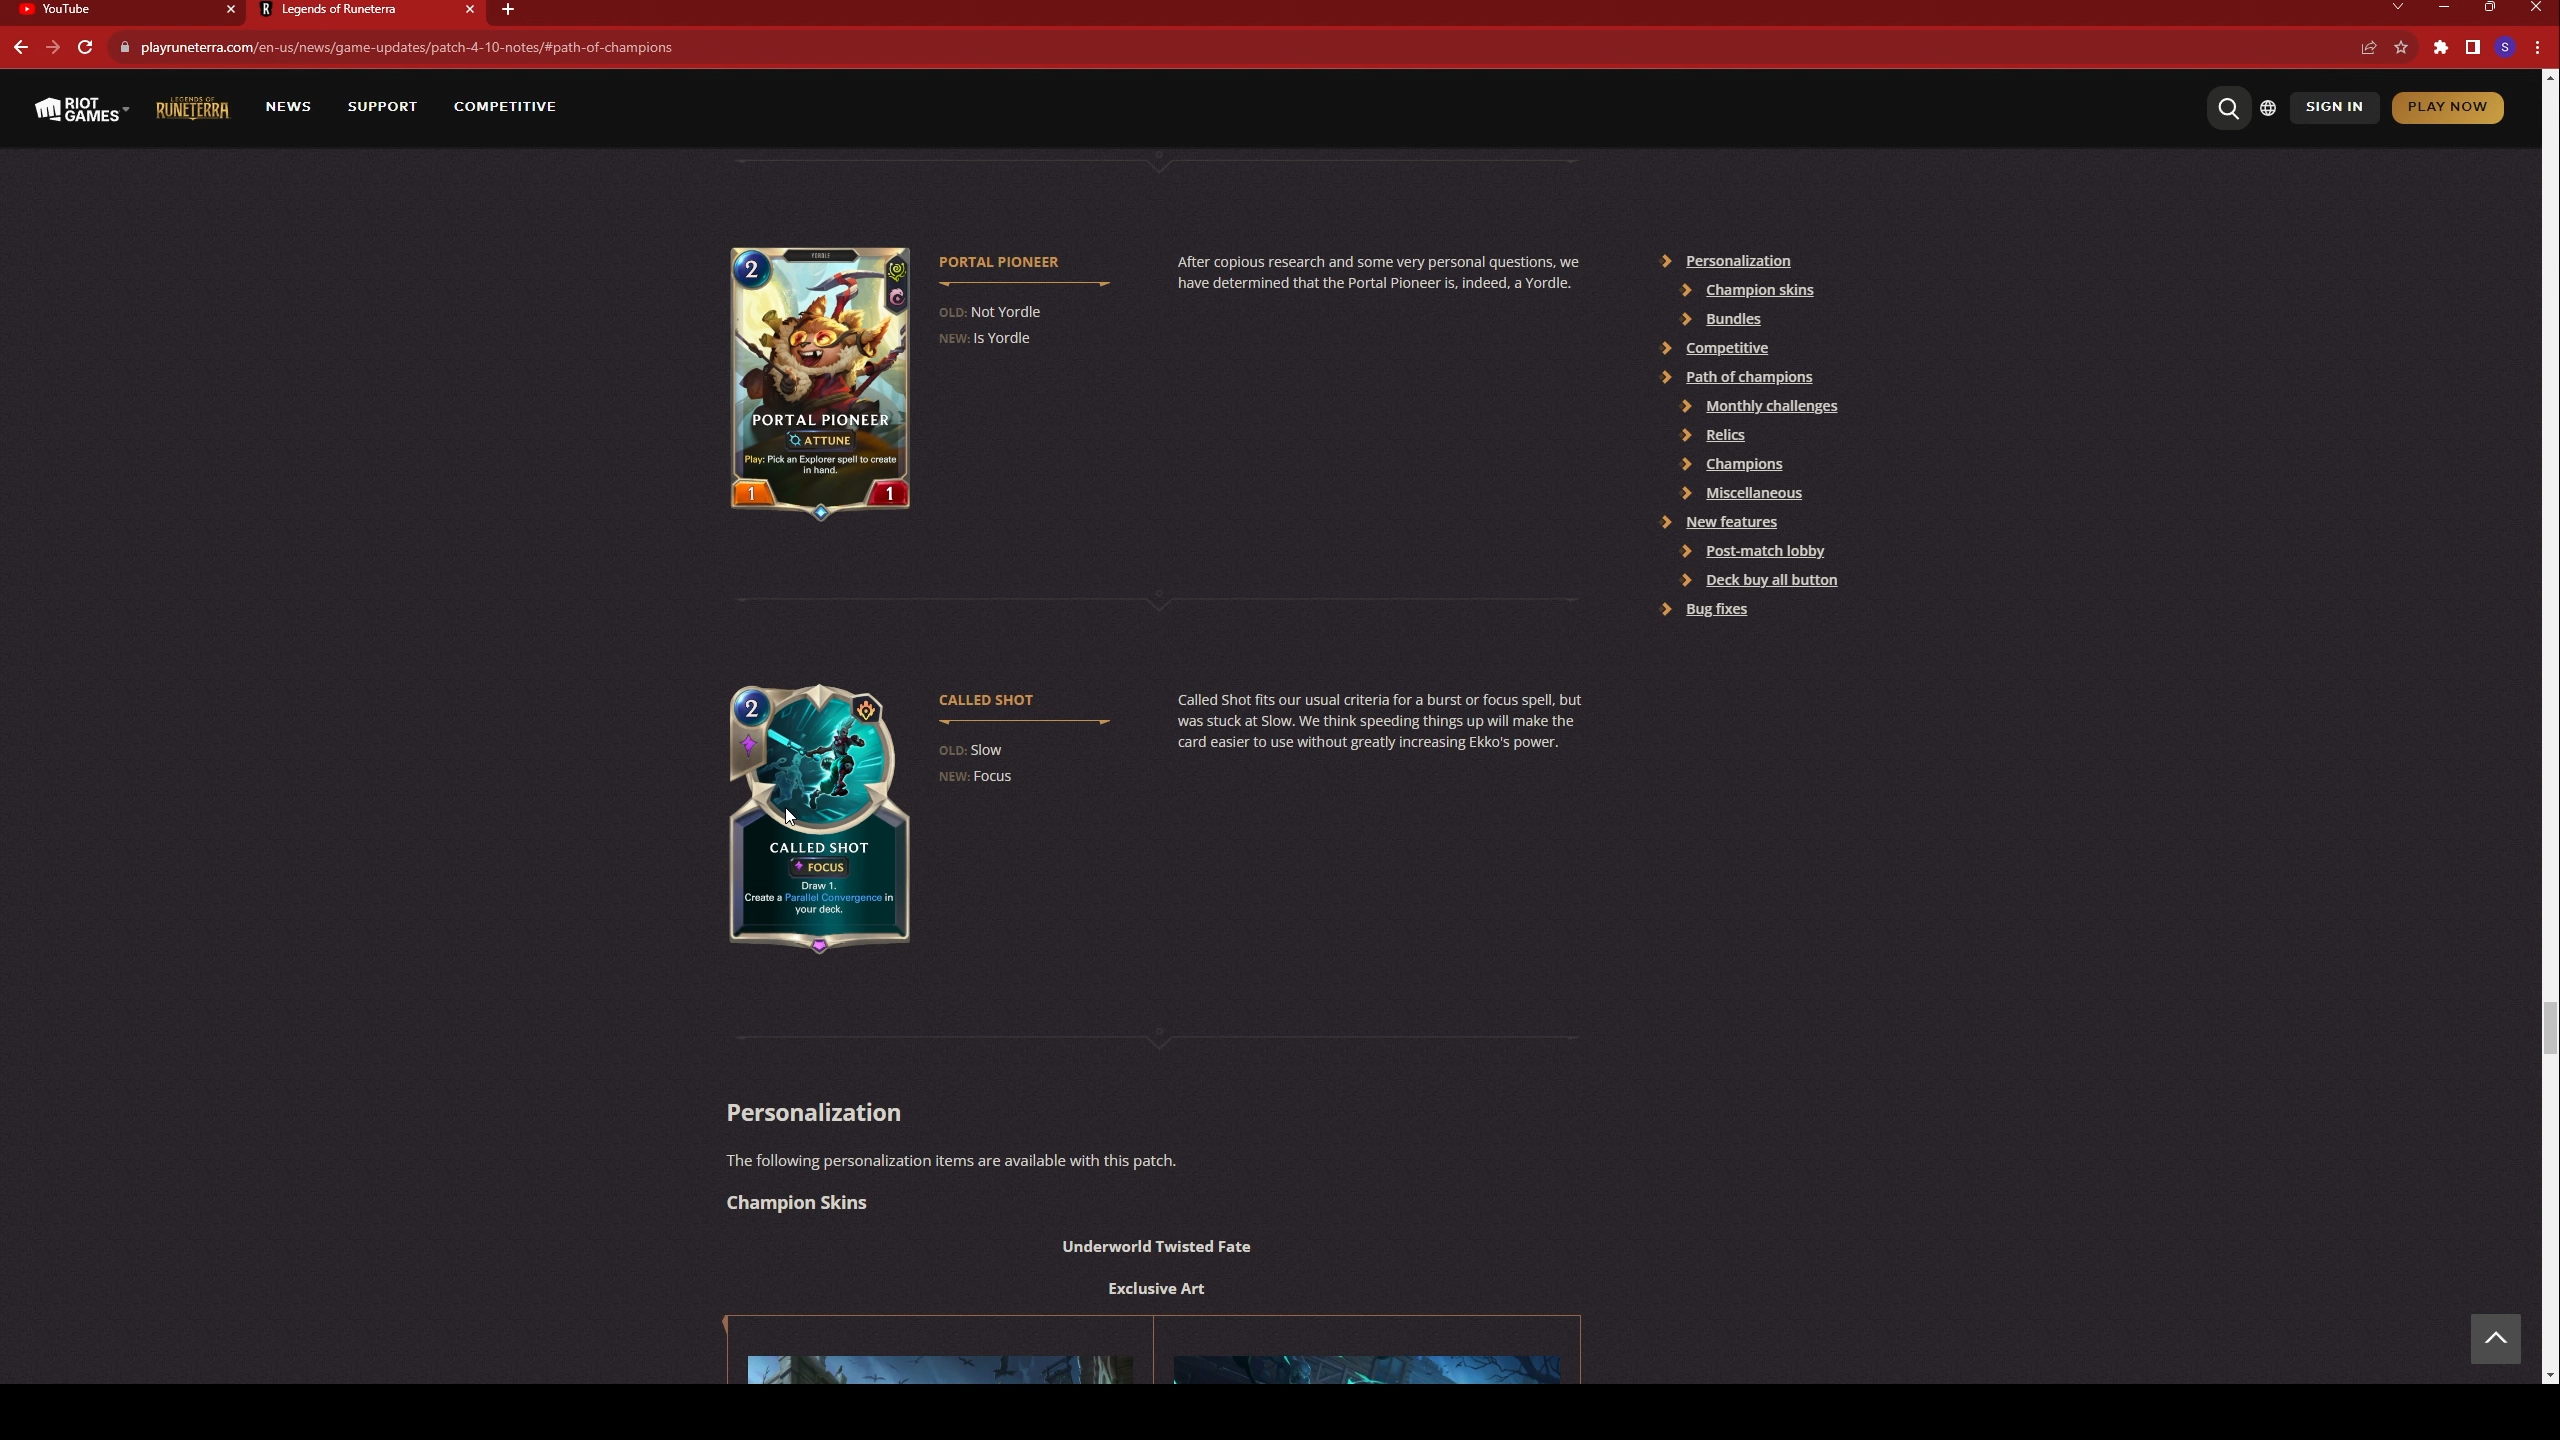 YouTube
Legends of Runeterra
playruneterra.com/en-us/news/game-updates/patch-4-10-notes/#path-of-champions
S
RIOT GAMES
LEGENDS OF RUNETERRA
NEWS
SUPPORT
COMPETITIVE
SIGN IN
PLAY NOW
2
YORDLE
PORTAL PIONEER
ATTUNE
Play: Pick an Explorer spell to create
in hand.
1
1
PORTAL PIONEER
OLD: Not Yordle
NEW: Is Yordle
After copious research and some very personal questions, we
have determined that the Portal Pioneer is, indeed, a Yordle.
Personalization
Champion skins
Bundles
Competitive
Path of champions
Monthly challenges
Relics
Champions
Miscellaneous
New features
Post-match lobby
Deck buy all button
Bug fixes
2
CALLED SHOT
FOCUS
Draw 1.
Create a Parallel Convergence in
your deck.
CALLED SHOT
OLD: Slow
NEW: Focus
Called Shot fits our usual criteria for a burst or focus spell, but
was stuck at Slow. We think speeding things up will make the
card easier to use without greatly increasing Ekko's power.
Personalization
The following personalization items are available with this patch.
Champion Skins
Underworld Twisted Fate
Exclusive Art